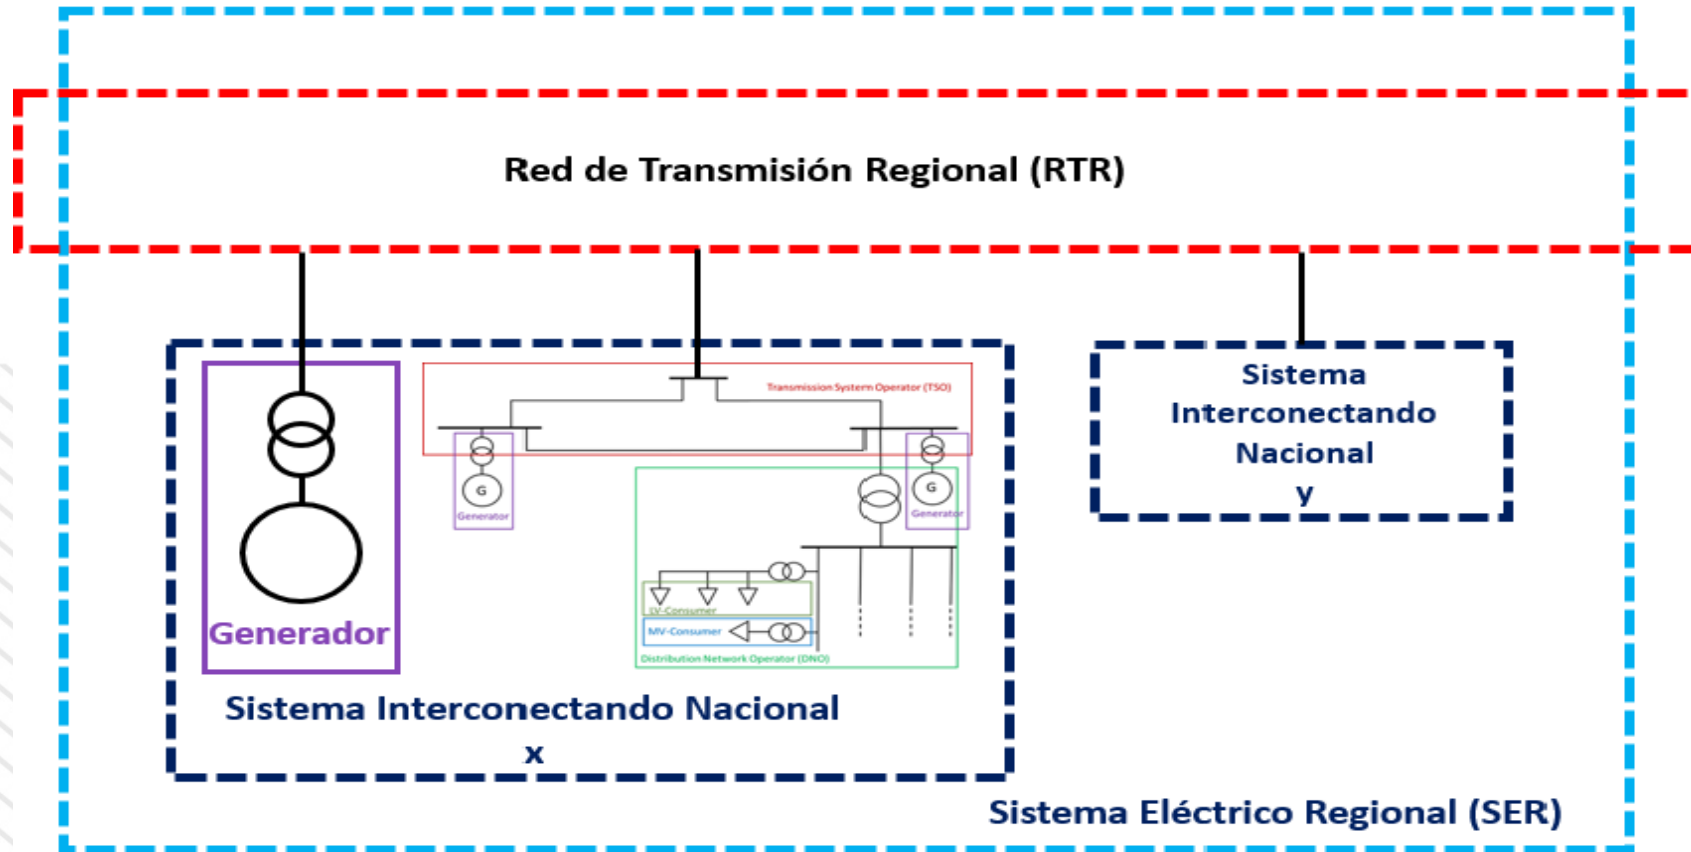 Red de Transmisión Regional (RTR)
Transmission System Operator (TSO)
G
Generator
G
Generator
LV-Consumer
MV-Consumer
Distribution Network Operator (DNO)
Generador
Sistema Interconectando Nacional
x
Sistema
Interconectando
Nacional
y
Sistema Eléctrico Regional (SER)